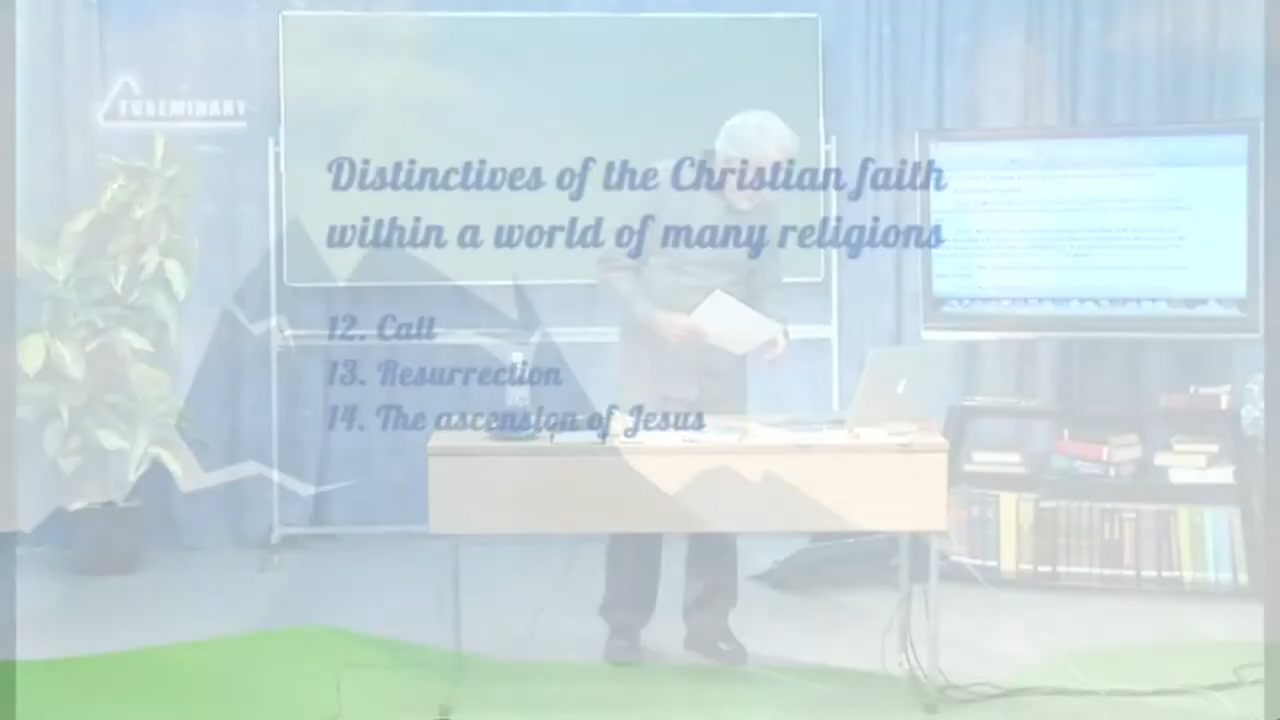 TUBEMINARY
Distinctives of the Christian faith
within a world of many religions
12. Call
13. Resurrection
14. The ascension of Jesus